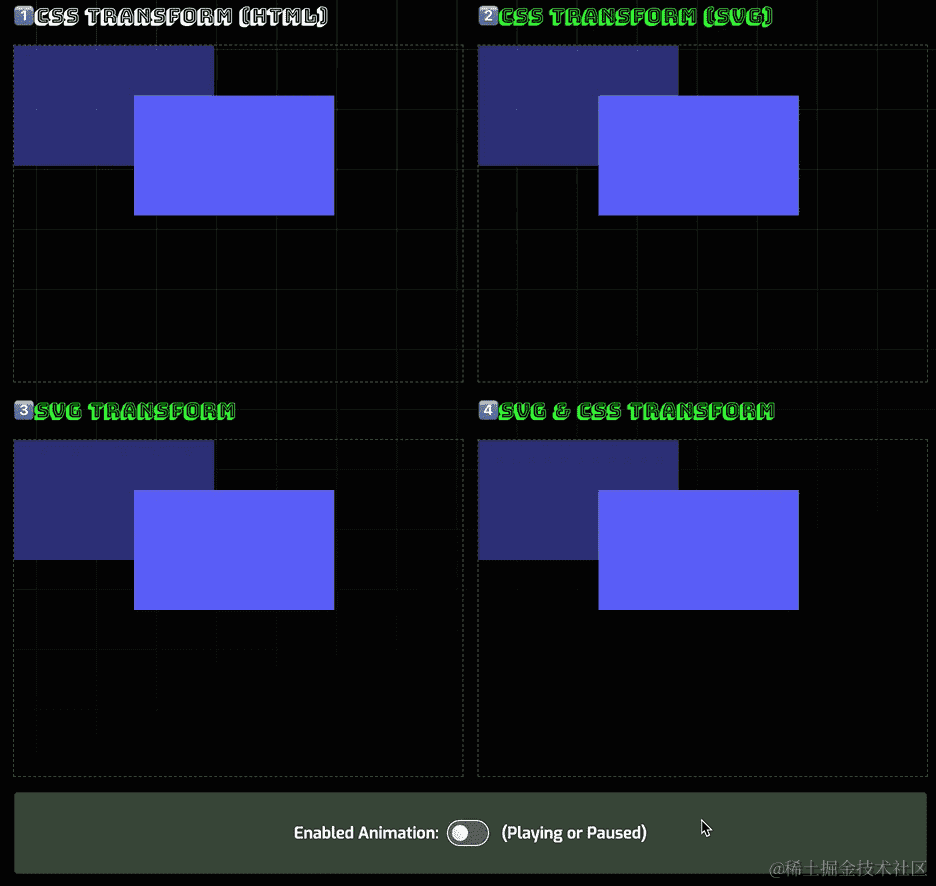 1 CSS TRANSFORM (HTML)
2 CSS TRANSFORM (SVG)
3 SVG TRANSFORM
4 SVG & CSS TRANSFORM
Enabled Animation: (Playing or Paused)
@稀土掘金技术社区